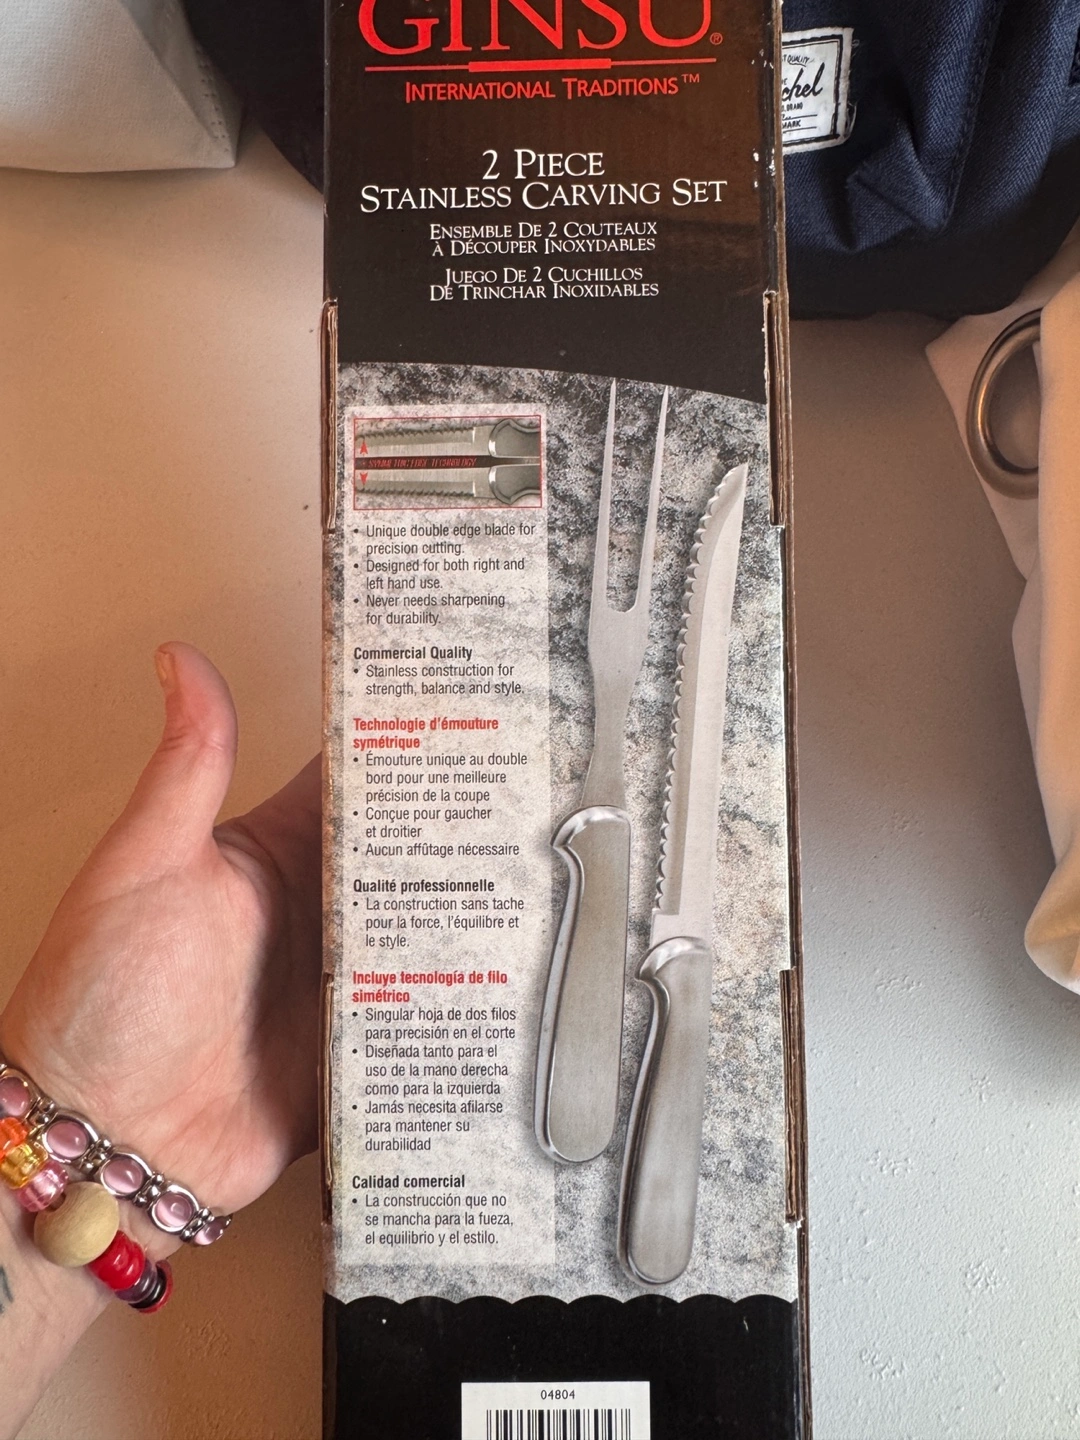 GINSU®
INTERNATIONAL TRADITIONS™
2 PIECE
STAINLESS CARVING SET
ENSEMBLE DE 2 COUTEAUX
À DÉCOUPER INOXYDABLES
JUEGO DE 2 CUCHILLOS
DE TRINCHAR INOXIDABLES
SYMMETRIC EDGE TECHNOLOGY
• Unique double edge blade for
precision cutting.
• Designed for both right and
left hand use.
• Never needs sharpening
for durability.
Commercial Quality
• Stainless construction for
strength, balance and style.
Technologie d'émouture
symétrique
• Émouture unique au double
bord pour une meilleure
précision de la coupe
• Conçue pour gaucher
et droitier
• Aucun affûtage nécessaire
Qualité professionnelle
• La construction sans tache
pour la force, l'équilibre et
le style.
Incluye tecnología de filo
simétrico
• Singular hoja de dos filos
para precisión en el corte
• Diseñada tanto para el
uso de la mano derecha
como para la izquierda
• Jamás necesita afilarse
para mantener su
durabilidad
Calidad comercial
• La construcción que no
se mancha para la fueza,
el equilibrio y el estilo.
04804
chel
MARK